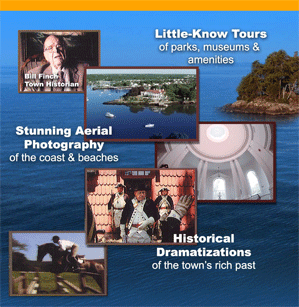 Bill Finch
Town Historian
Little-Know Tours
of parks, museums &
amenities
Stunning Aerial
Photography
of the coast & beaches
Historical
Dramatizations
of the town's rich past